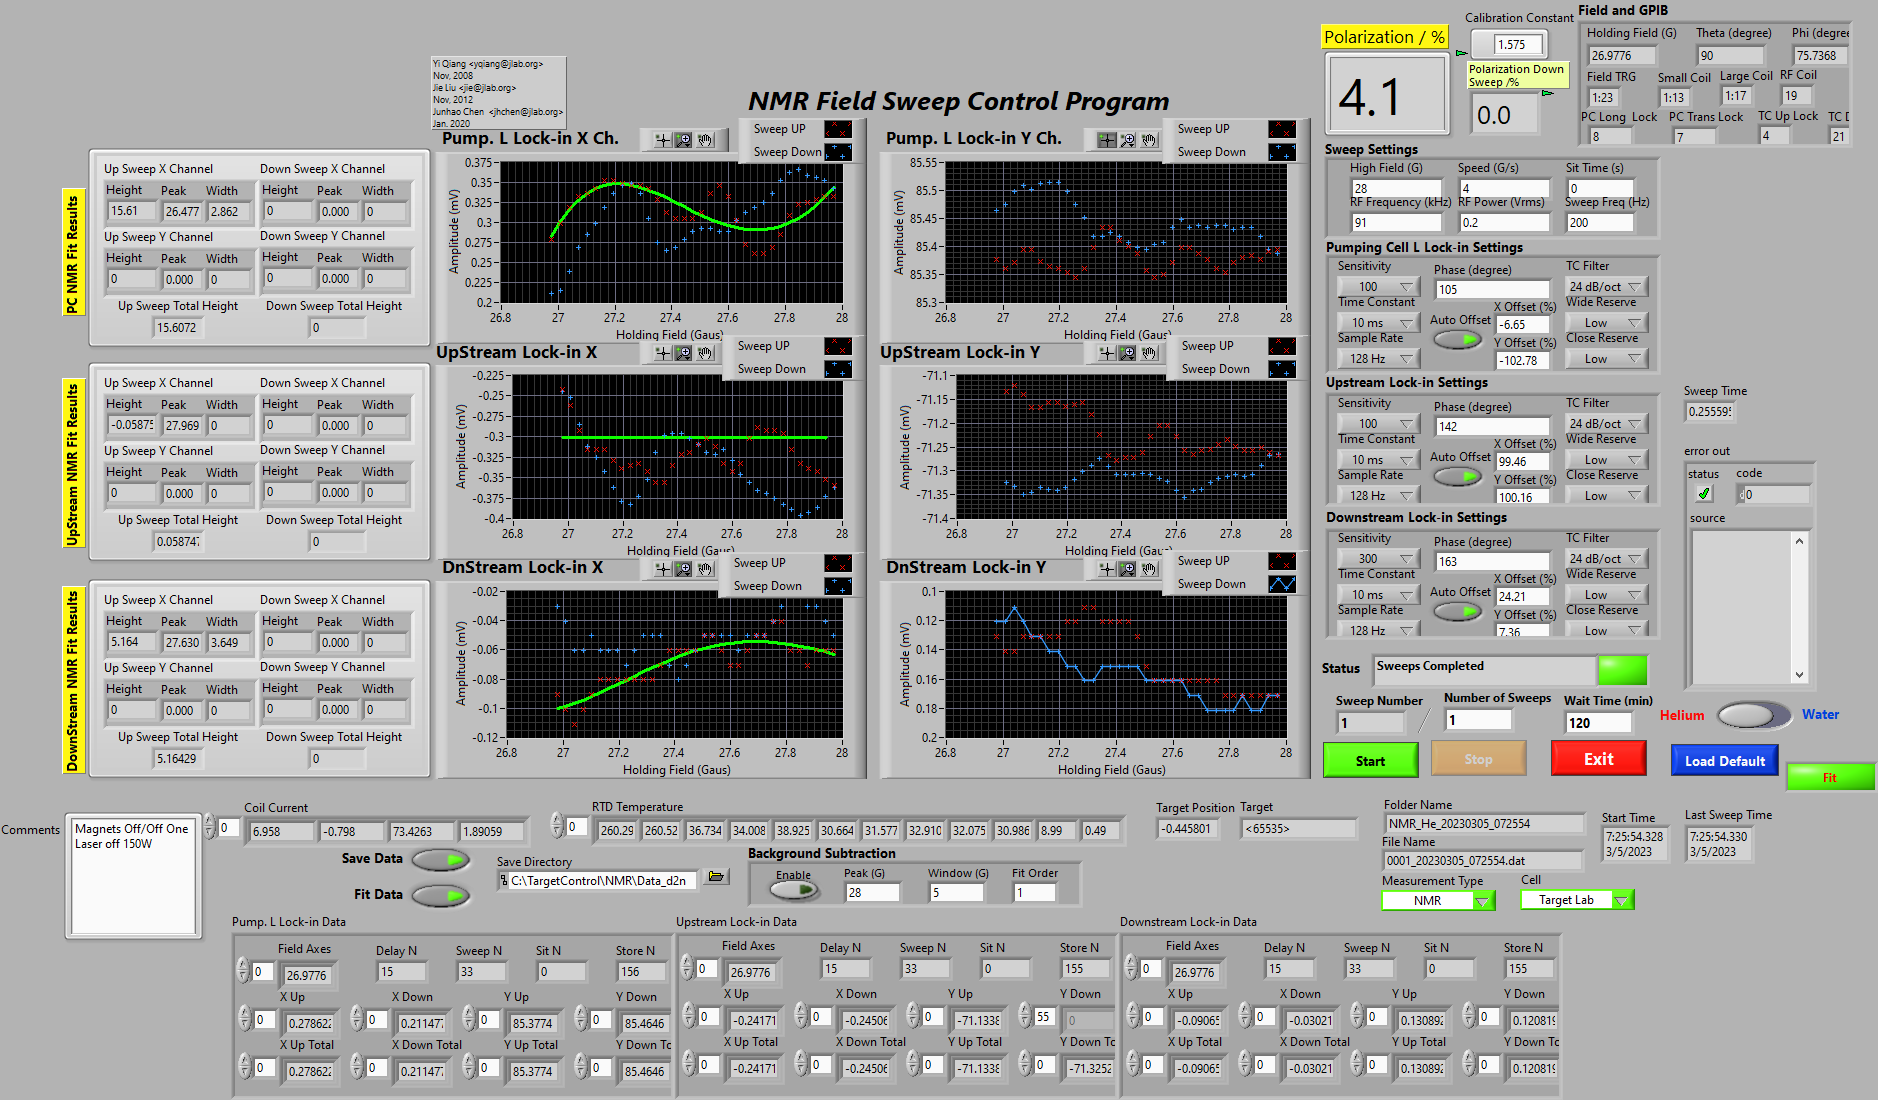 Yi Qiang <yqiang@jlab.org>
Nov, 2008
Jie Liu <jie@jlab.org>
Nov, 2012
Junhao Chen <jhchen@jlab.org>
Jan. 2020
NMR Field Sweep Control Program
Polarization / %
4.1
Calibration Constant
1.575
Polarization Down
Sweep /%
0.0
Field and GPIB
Holding Field (G) Theta (degree) Phi (degree
26.9776 90 75.7368
Field TRG Small Coil Large Coil RF Coil
1:23 1:13 1:17 19
PC Long Lock PC Trans Lock TC Up Lock TC D
8 7 4 21
PC NMR Fit Results
Up Sweep X Channel Down Sweep X Channel
Height Peak Width Height Peak Width
15.61 26.477 2.862 0 0.000 0
Up Sweep Y Channel Down Sweep Y Channel
Height Peak Width Height Peak Width
0 0.000 0 0 0.000 0
Up Sweep Total Height Down Sweep Total Height
15.6072 0
Pump. L Lock-in X Ch.
Sweep UP
Sweep Down
Amplitude (mV)
0.375
0.35
0.325
0.3
0.275
0.25
0.225
0.2
26.8 27 27.2 27.4 27.6 27.8 28
Holding Field (Gaus)
Pump. L Lock-in Y Ch.
Sweep UP
Sweep Down
Amplitude (mV)
85.55
85.5
85.45
85.4
85.35
85.3
26.8 27 27.2 27.4 27.6 27.8 28
Holding Field (Gaus)
UpStream NMR Fit Results
Up Sweep X Channel Down Sweep X Channel
Height Peak Width Height Peak Width
-0.05875 27.969 0 0 0.000 0
Up Sweep Y Channel Down Sweep Y Channel
Height Peak Width Height Peak Width
0 0.000 0 0 0.000 0
Up Sweep Total Height Down Sweep Total Height
0.058747 0
UpStream Lock-in X
Sweep UP
Sweep Down
Amplitude (mV)
-0.225
-0.25
-0.275
-0.3
-0.325
-0.35
-0.375
-0.4
26.8 27 27.2 27.4 27.6 27.8 28
Holding Field (Gaus)
UpStream Lock-in Y
Sweep UP
Sweep Down
Amplitude (mV)
-71.1
-71.15
-71.2
-71.25
-71.3
-71.35
-71.4
26.8 27 27.2 27.4 27.6 27.8 28
Holding Field (Gaus)
DownStream NMR Fit Results
Up Sweep X Channel Down Sweep X Channel
Height Peak Width Height Peak Width
5.164 27.630 3.649 0 0.000 0
Up Sweep Y Channel Down Sweep Y Channel
Height Peak Width Height Peak Width
0 0.000 0 0 0.000 0
Up Sweep Total Height Down Sweep Total Height
5.16429 0
DnStream Lock-in X
Sweep UP
Sweep Down
Amplitude (mV)
-0.02
-0.04
-0.06
-0.08
-0.1
-0.12
26.8 27 27.2 27.4 27.6 27.8 28
Holding Field (Gaus)
DnStream Lock-in Y
Sweep UP
Sweep Down
Amplitude (mV)
0.1
0.12
0.14
0.16
0.18
0.2
26.8 27 27.2 27.4 27.6 27.8 28
Holding Field (Gaus)
Sweep Settings
High Field (G) Speed (G/s) Sit Time (s)
28 4 0
RF Frequency (kHz) RF Power (Vrms) Sweep Freq (Hz)
91 0.2 200
Pumping Cell L Lock-in Settings
Sensitivity Phase (degree) TC Filter
100 105 24 dB/oct
Time Constant X Offset (%) Wide Reserve
10 ms Auto Offset -6.65 Low
Sample Rate Y Offset (%) Close Reserve
128 Hz -102.78 Low
Upstream Lock-in Settings
Sensitivity Phase (degree) TC Filter
100 142 24 dB/oct
Time Constant X Offset (%) Wide Reserve
10 ms Auto Offset 99.46 Low
Sample Rate Y Offset (%) Close Reserve
128 Hz 100.16 Low
Downstream Lock-in Settings
Sensitivity Phase (degree) TC Filter
300 163 24 dB/oct
Time Constant X Offset (%) Wide Reserve
10 ms Auto Offset 24.21 Low
Sample Rate Y Offset (%) Close Reserve
128 Hz 7.36 Low
Sweep Time
0.255595
error out
status code
0
source
Status Sweeps Completed
Sweep Number Number of Sweeps Wait Time (min)
1 / 1 120
Helium Water
Start Stop Exit Load Default Fit
Comments
Magnets Off/Off One
Laser off 150W
Coil Current
0 6.958 -0.798 73.4263 1.89059
RTD Temperature
0 260.29 260.52 36.734 34.008 38.925 30.664 31.577 32.910 32.075 30.986 8.99 0.49
Target Position Target
-0.445801 <65535>
Folder Name
NMR_He_20230305_072554
File Name
0001_20230305_072554.dat
Start Time
7:25:54.328
3/5/2023
Last Sweep Time
7:25:54.330
3/5/2023
Measurement Type Cell
NMR Target Lab
Save Data
Fit Data
Save Directory
C:\TargetControl\NMR\Data_d2n
Background Subtraction
Enable Peak (G) Window (G) Fit Order
28 5 1
Pump. L Lock-in Data
Field Axes Delay N Sweep N Sit N Store N
0 26.9776 15 33 0 156
X Up X Down Y Up Y Down
0 0.278622 0 0.211477 0 85.3774 0 85.4646
X Up Total X Down Total Y Up Total Y Down Tc
0 0.278622 0 0.211477 0 85.3774 0 85.4646
Upstream Lock-in Data
Field Axes Delay N Sweep N Sit N Store N
0 26.9776 15 33 0 155
X Up X Down Y Up Y Down
0 -0.24171 0 -0.24506 0 -71.1338 55 0
X Up Total X Down Total Y Up Total Y Down Tc
0 -0.24171 0 -0.24506 0 -71.1338 0 -71.3252
Downstream Lock-in Data
Field Axes Delay N Sweep N Sit N Store N
0 26.9776 15 33 0 155
X Up X Down Y Up Y Down
0 -0.09065 0 -0.03021 0 0.130892 0 0.120819
X Up Total X Down Total Y Up Total Y Down Tc
0 -0.09065 0 -0.03021 0 0.130892 0 0.120819